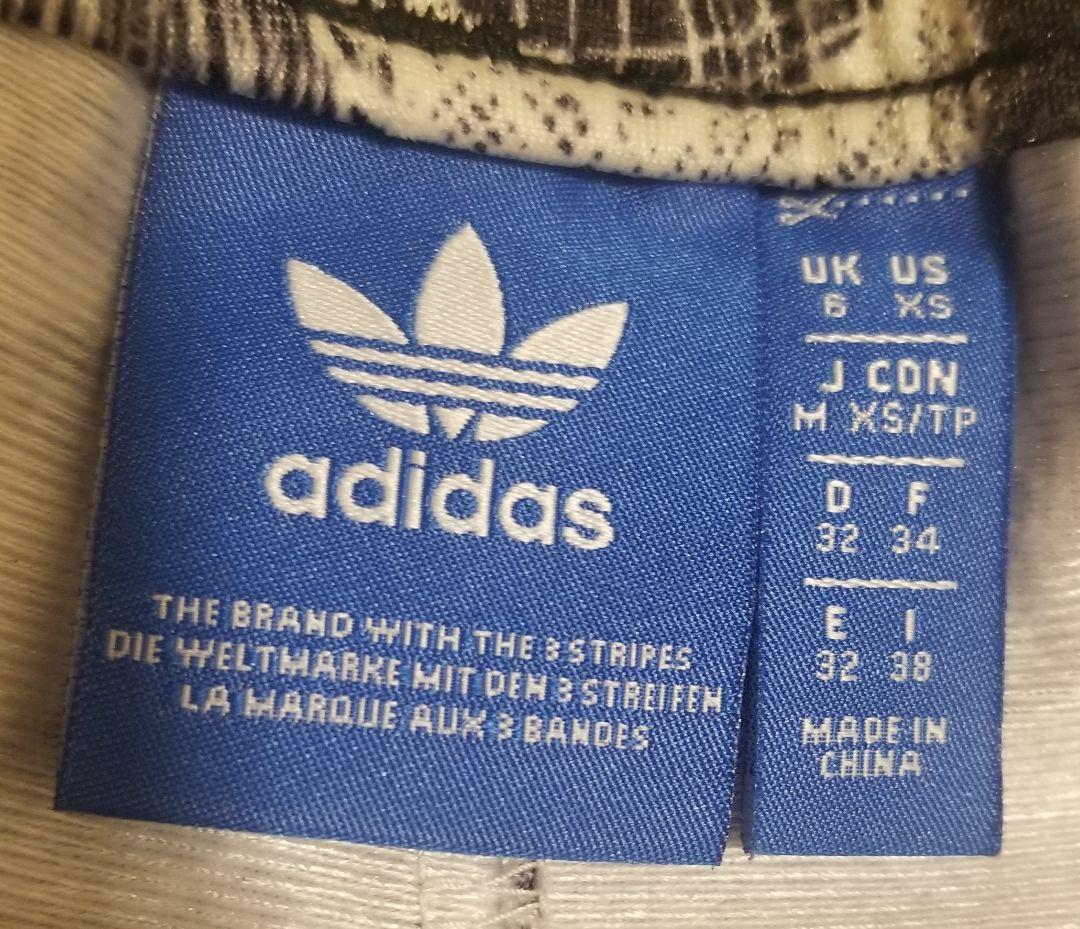 adidas
THE BRAND WITH THE 3 STRIPES
DIE WELTMARKE MIT DEN 3 STREIFEN
LA MARQUE AUX 3 BANDES
UK US
6 XS
J CDN
M XS/TP
D F
32 34
E I
32 38
MADE IN
CHINA